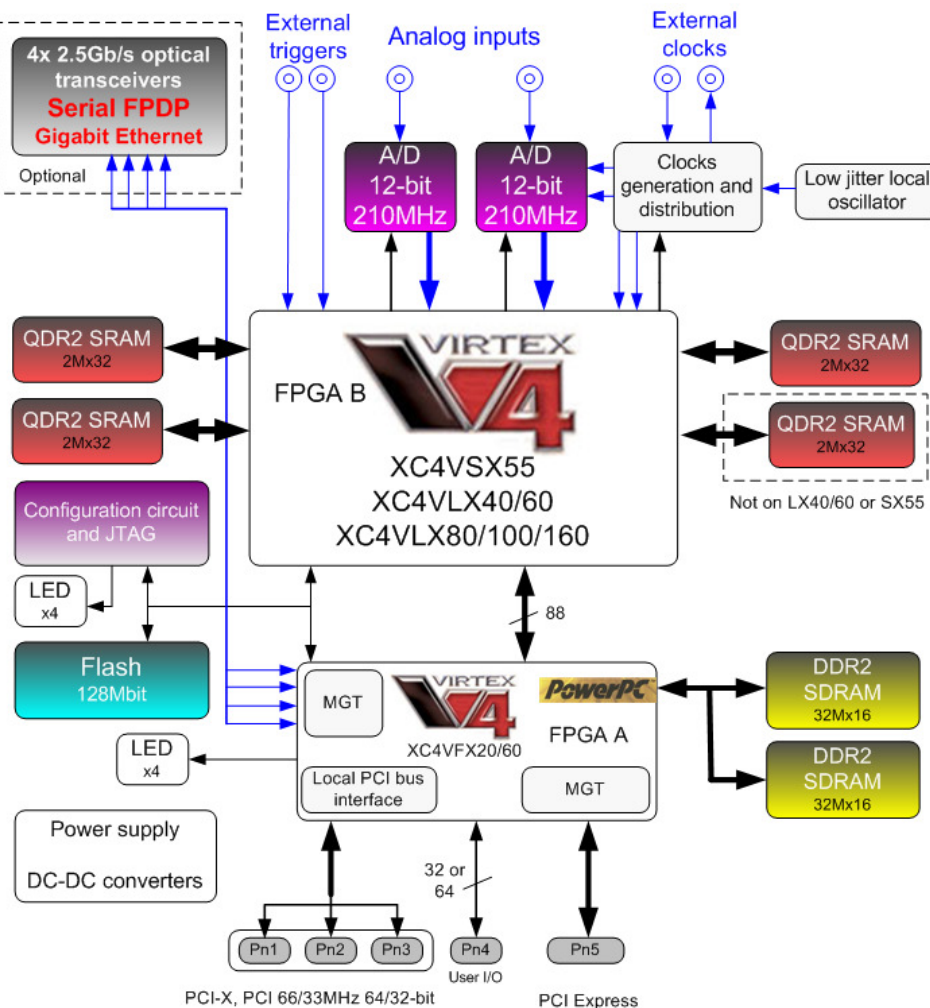 External
triggers
Analog inputs
External
clocks
4x 2.5Gb/s optical
transceivers
Serial FPDP
Gigabit Ethernet
Optional
A/D
12-bit
210MHz
A/D
12-bit
210MHz
Clocks
generation and
distribution
Low jitter local
oscillator
QDR2 SRAM
2Mx32
QDR2 SRAM
2Mx32
VIRTEX
V4
FPGA B
XC4VSX55
XC4VLX40/60
XC4VLX80/100/160
QDR2 SRAM
2Mx32
QDR2 SRAM
2Mx32
Not on LX40/60 or SX55
Configuration circuit
and JTAG
LED
x4
Flash
128Mbit
88
MGT
VIRTEX
V4
XC4VFX20/60
PowerPC
FPGA A
Local PCI bus
interface
MGT
DDR2
SDRAM
32Mx16
DDR2
SDRAM
32Mx16
LED
x4
Power supply
DC-DC converters
32 or
64
Pn1
Pn2
Pn3
Pn4
Pn5
User I/O
PCI-X, PCI 66/33MHz 64/32-bit
PCI Express